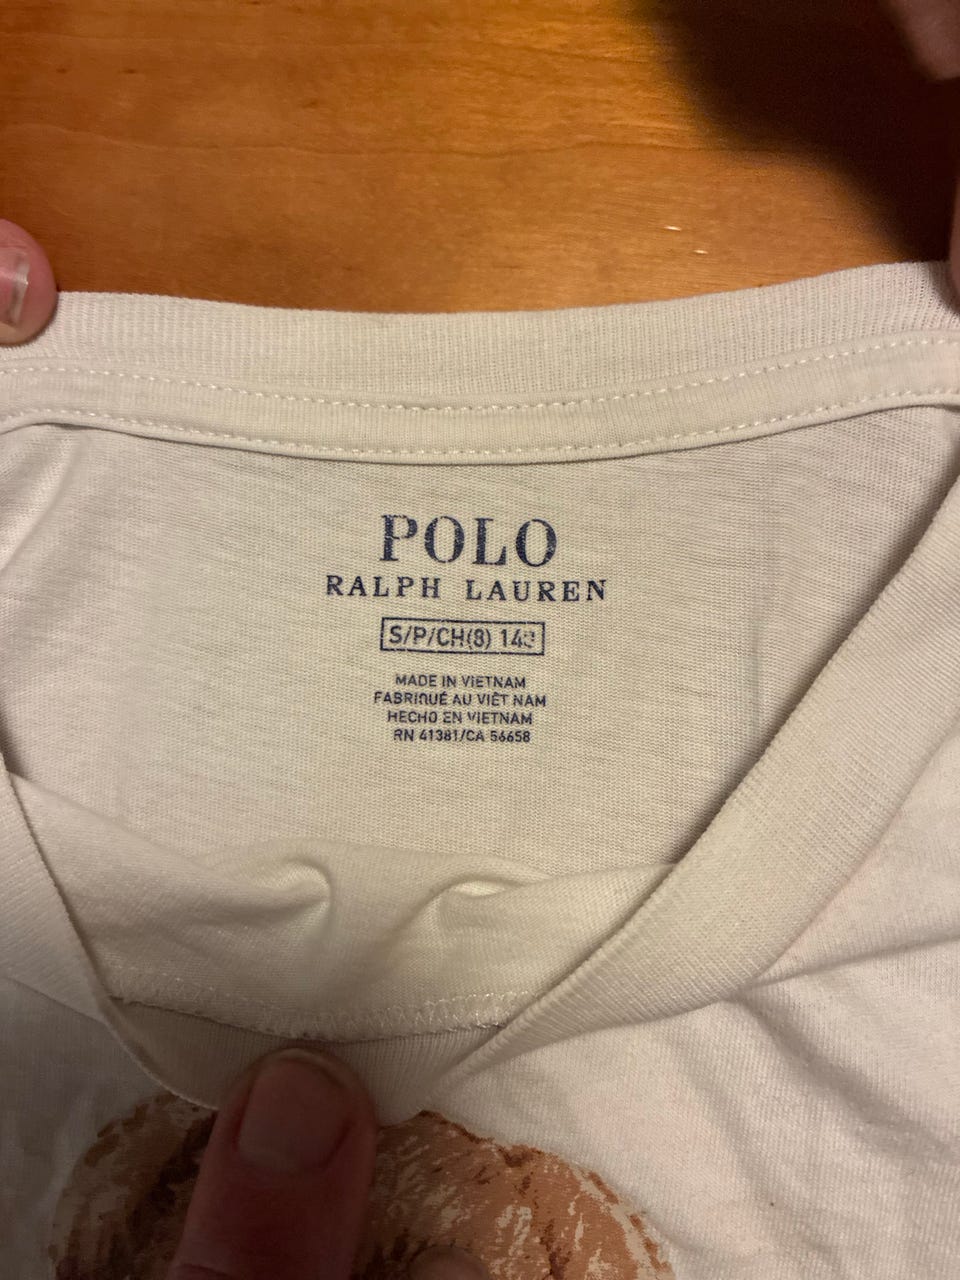 POLO
RALPH LAUREN
S/P/CH(8)
MADE IN VIETNAM
FABRIQUÉ AU VIÊT NAM
HECHO EN VIETNAM
RN 41381/CA 56658